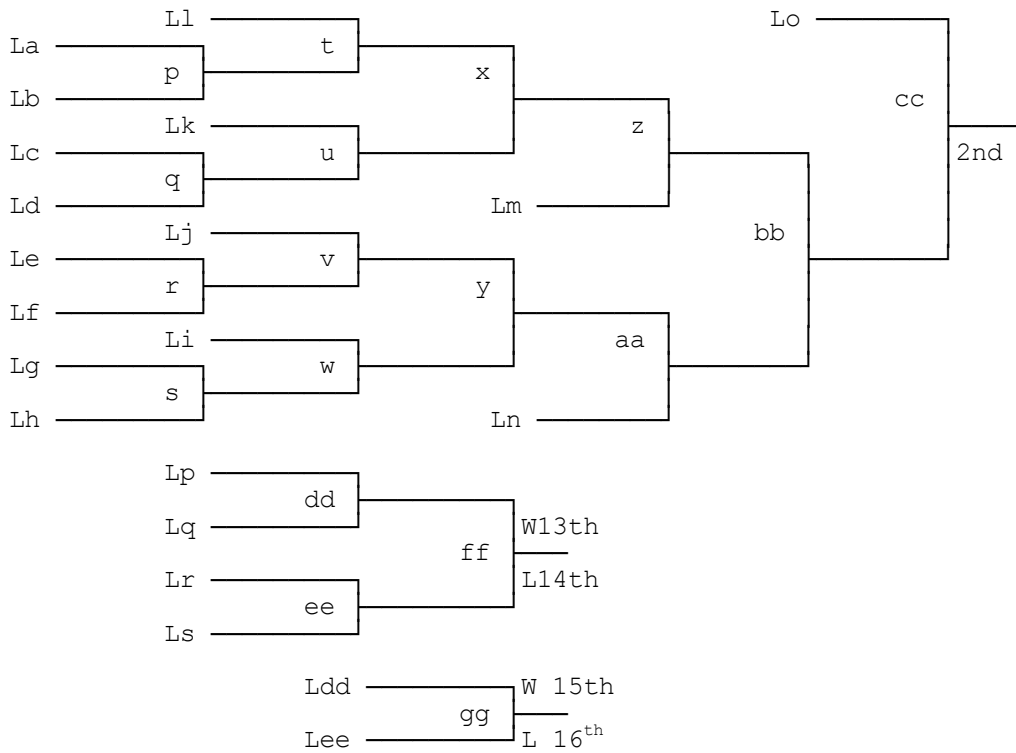 Ll Lo
La t
p x
Lb cc
Lk z
Lc u 2nd
q
Ld Lm
Lj bb
Le v
r y
Lf
Li aa
Lg w
s
Lh Ln
Lp
dd
Lq W13th
ff
Lr L14th
ee
Ls
Ldd W 15th
gg
Lee L 16th